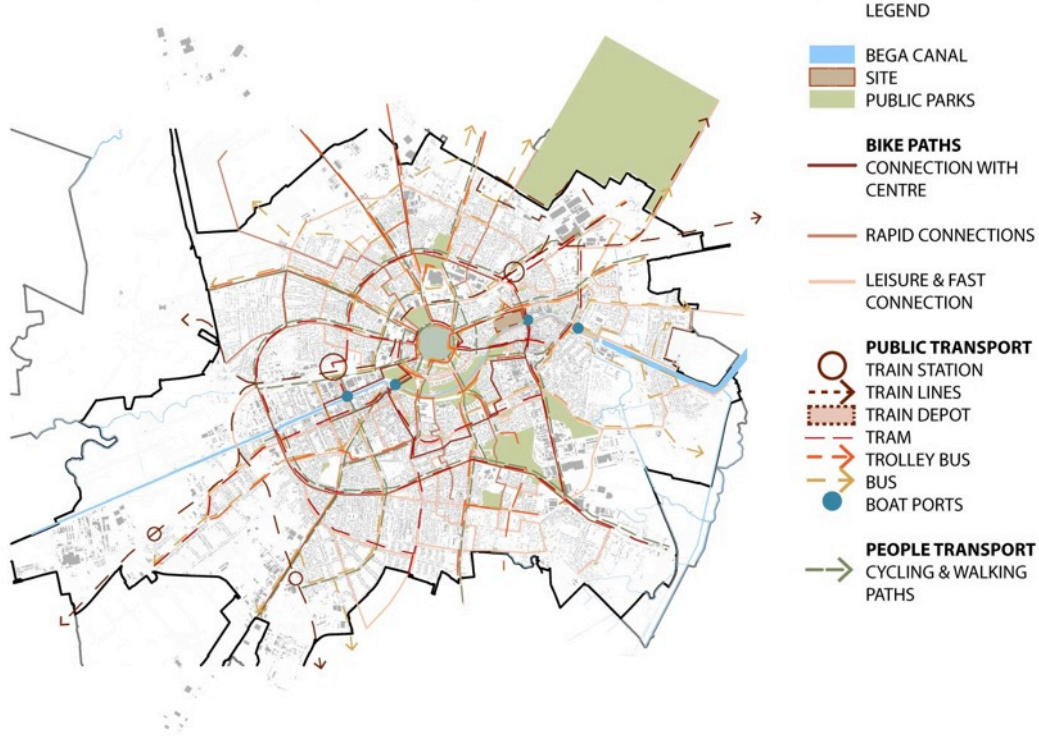 LEGEND
BEGA CANAL
SITE
PUBLIC PARKS
BIKE PATHS
CONNECTION WITH
CENTRE
RAPID CONNECTIONS
LEISURE & FAST
CONNECTION
PUBLIC TRANSPORT
TRAIN STATION
TRAIN LINES
TRAIN DEPOT
TRAM
TROLLEY BUS
BUS
BOAT PORTS
PEOPLE TRANSPORT
CYCLING & WALKING
PATHS